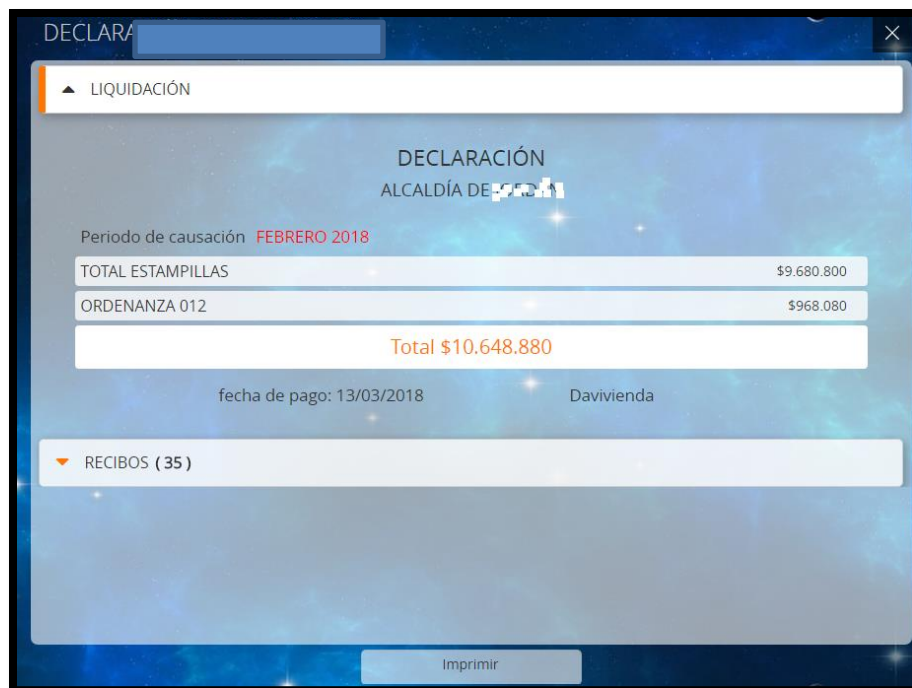 DECLARA
LIQUIDACIÓN
DECLARACIÓN
ALCALDÍA DE
Periodo de causación FEBRERO 2018
TOTAL ESTAMPILLAS $9.680.800
ORDENANZA 012 $968.080
Total $10.648.880
fecha de pago: 13/03/2018 Davivienda
RECIBOS (35)
Imprimir